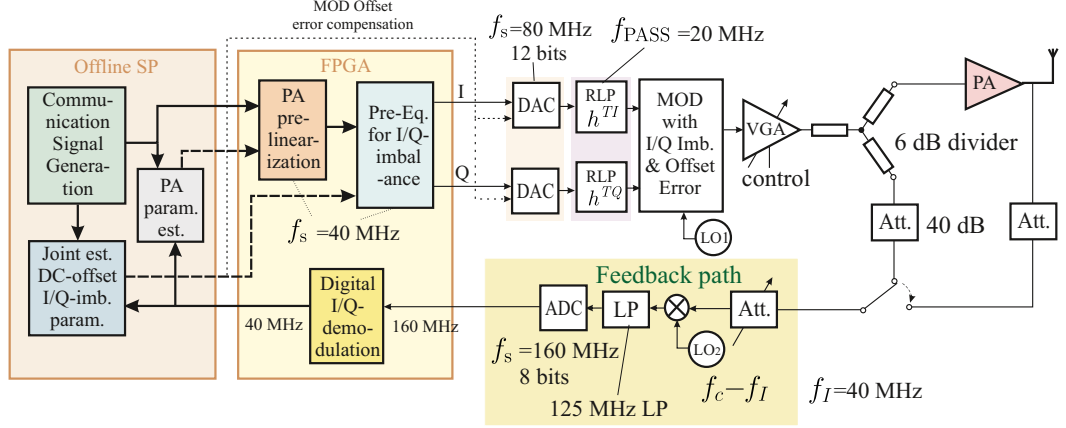 MOD Offset
error compensation
Offline SP
Commu-
nication
Signal
Genera-
tion
PA
param.
est.
Joint est.
DC-offset
I/Q-imb.
param.
FPGA
PA
pre-
linear-
ization
Pre-Eq.
for I/Q-
imbal
-ance
f_s =40 MHz
Digital
I/Q-
demo-
dulation
40 MHz
160 MHz
I
Q
f_s=80 MHz
12 bits
DAC
DAC
f_PASS =20 MHz
RLP
h^{TI}
RLP
h^{TQ}
MOD
with
I/Q Imb.
& Offset
Error
LO1
VGA
control
6 dB divider
PA
Att.
40 dB
Att.
Feedback path
ADC
LP
Att.
LO2
f_s =160 MHz
8 bits
125 MHz LP
f_c−f_I
f_I=40 MHz